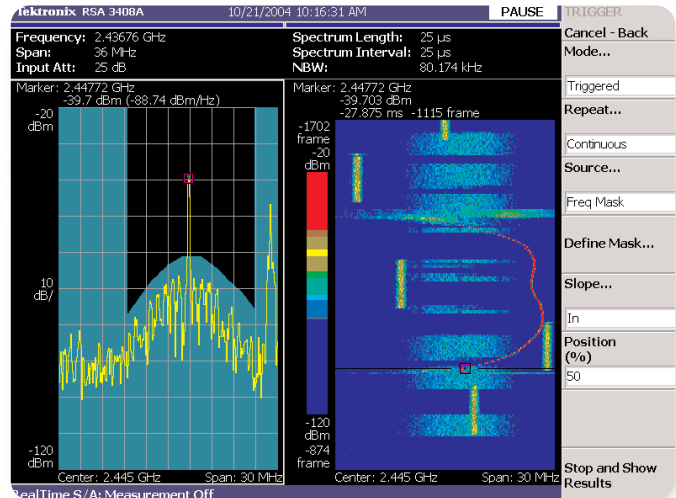 Tektronix RSA 3408A 10/21/2004 10:16:31 AM PAUSE TRIGGER
Frequency: 2.43676 GHz
Span: 36 MHz
Input Att: 25 dB
Spectrum Length: 25 µs
Spectrum Interval: 25 µs
NBW: 80.174 kHz
Cancel - Back
Mode...
Triggered
Repeat...
Continuous
Source...
Freq Mask
Define Mask...
Slope...
In
Position
(%)
50
Stop and Show
Results
Marker: 2.44772 GHz
-39.7 dBm (-88.74 dBm/Hz)
-20
dBm
10
dB/
-120
dBm
Center: 2.445 GHz Span: 30 MHz
Marker: 2.44772 GHz
-39.703 dBm
-27.875 ms -1115 frame
-1702
frame
-20
dBm
-120
dBm
-874
frame
Center: 2.445 GHz Span: 30 MHz
RealTime S/A: Measurement Off